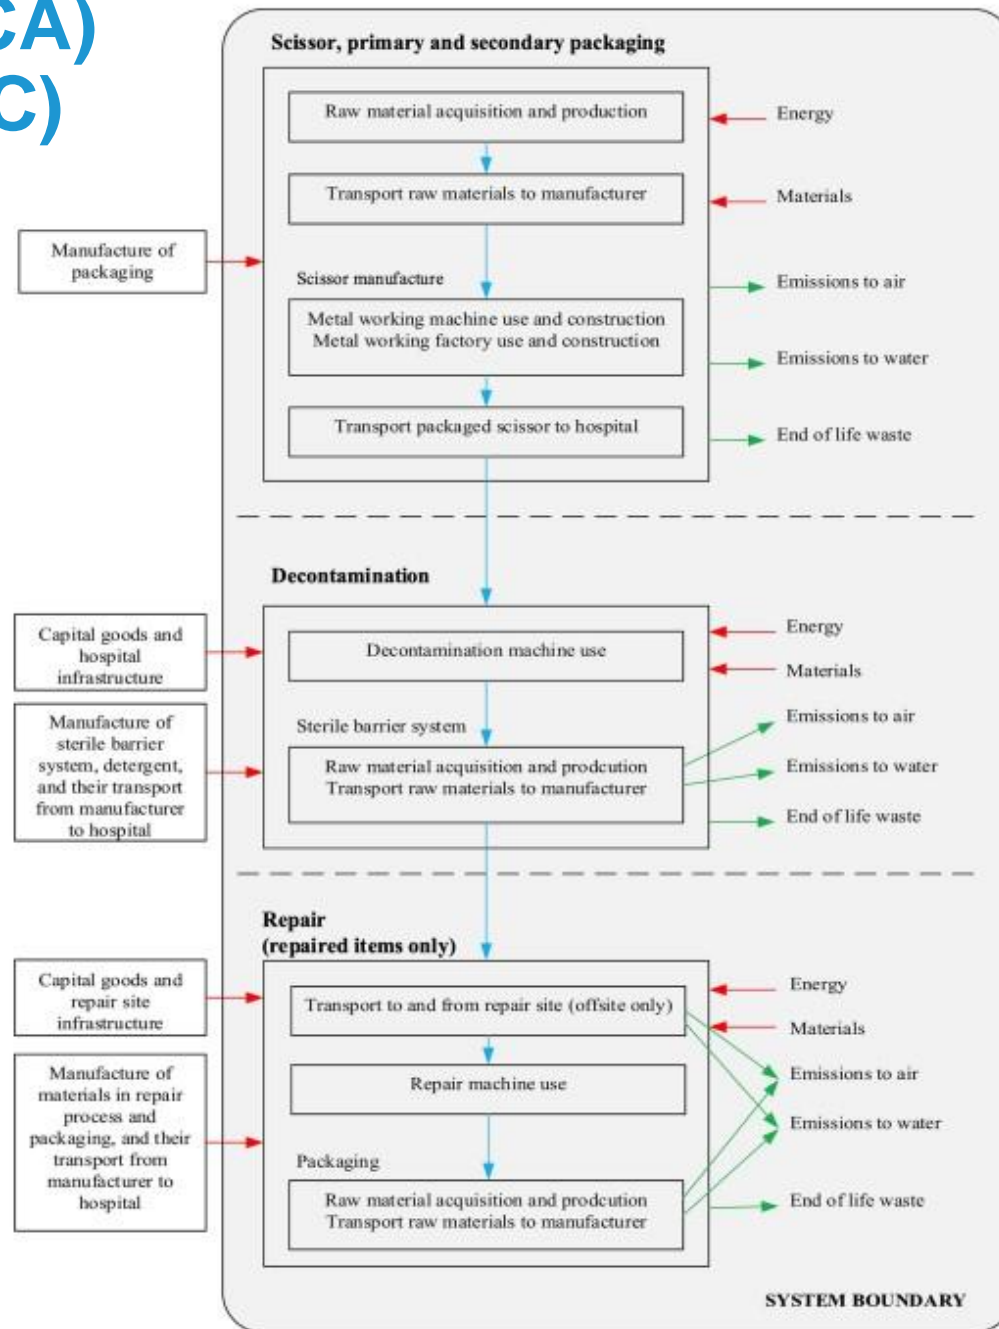 CA)
C)
Scissor, primary and secondary packaging
Raw material acquisition and production
Energy
Transport raw materials to manufacturer
Materials
Manufacture of
packaging
Scissor manufacture
Emissions to air
Metal working machine use and construction
Metal working factory use and construction
Emissions to water
Transport packaged scissor to hospital
End of life waste
Decontamination
Capital goods and
hospital
infrastructure
Decontamination machine use
Energy
Materials
Manufacture of
sterile barrier
system, detergent,
and their transport
from manufacturer
to hospital
Sterile barrier system
Raw material acquisition and prodcution
Transport raw materials to manufacturer
Emissions to air
Emissions to water
End of life waste
Repair
(repaired items only)
Capital goods and
repair site
infrastructure
Transport to and from repair site (offsite only)
Energy
Materials
Manufacture of
materials in repair
process and
packaging, and their
transport from
manufacturer to
hospital
Repair machine use
Emissions to air
Emissions to water
Packaging
Raw material acquisition and prodcution
Transport raw materials to manufacturer
End of life waste
SYSTEM BOUNDARY